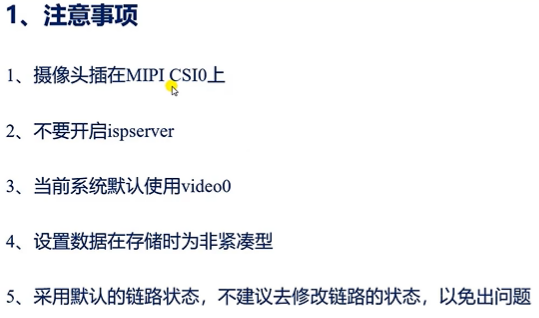 1、注意事项
1、摄像头插在MIPI CSI0上
2、不要开启ispserver
3、当前系统默认使用video0
4、设置数据在存储时为非紧凑型
5、采用默认的链路状态，不建议去修改链路的状态，以免出问题